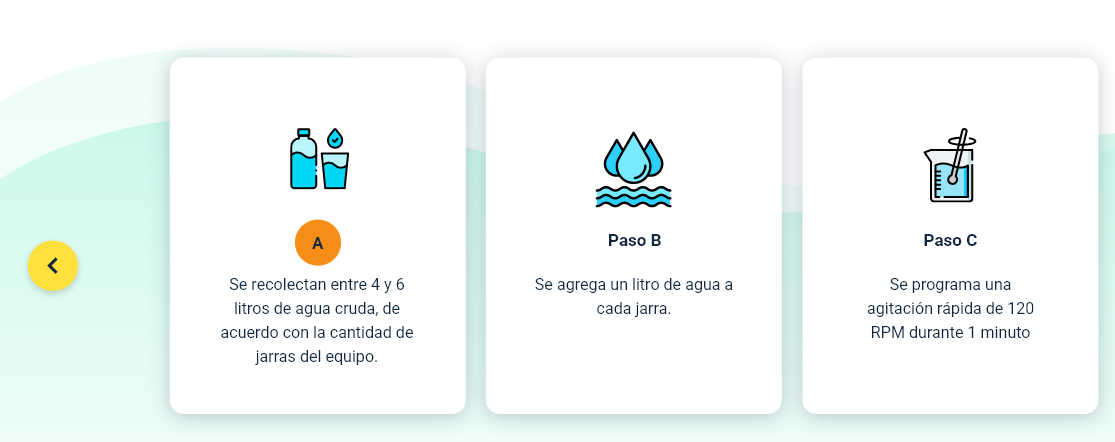 A
Se recolectan entre 4 y 6
litros de agua cruda, de
acuerdo con la cantidad de
jarras del equipo.
Paso B
Se agrega un litro de agua a
cada jarra.
Paso C
Se programa una
agitación rápida de 120
RPM durante 1 minuto